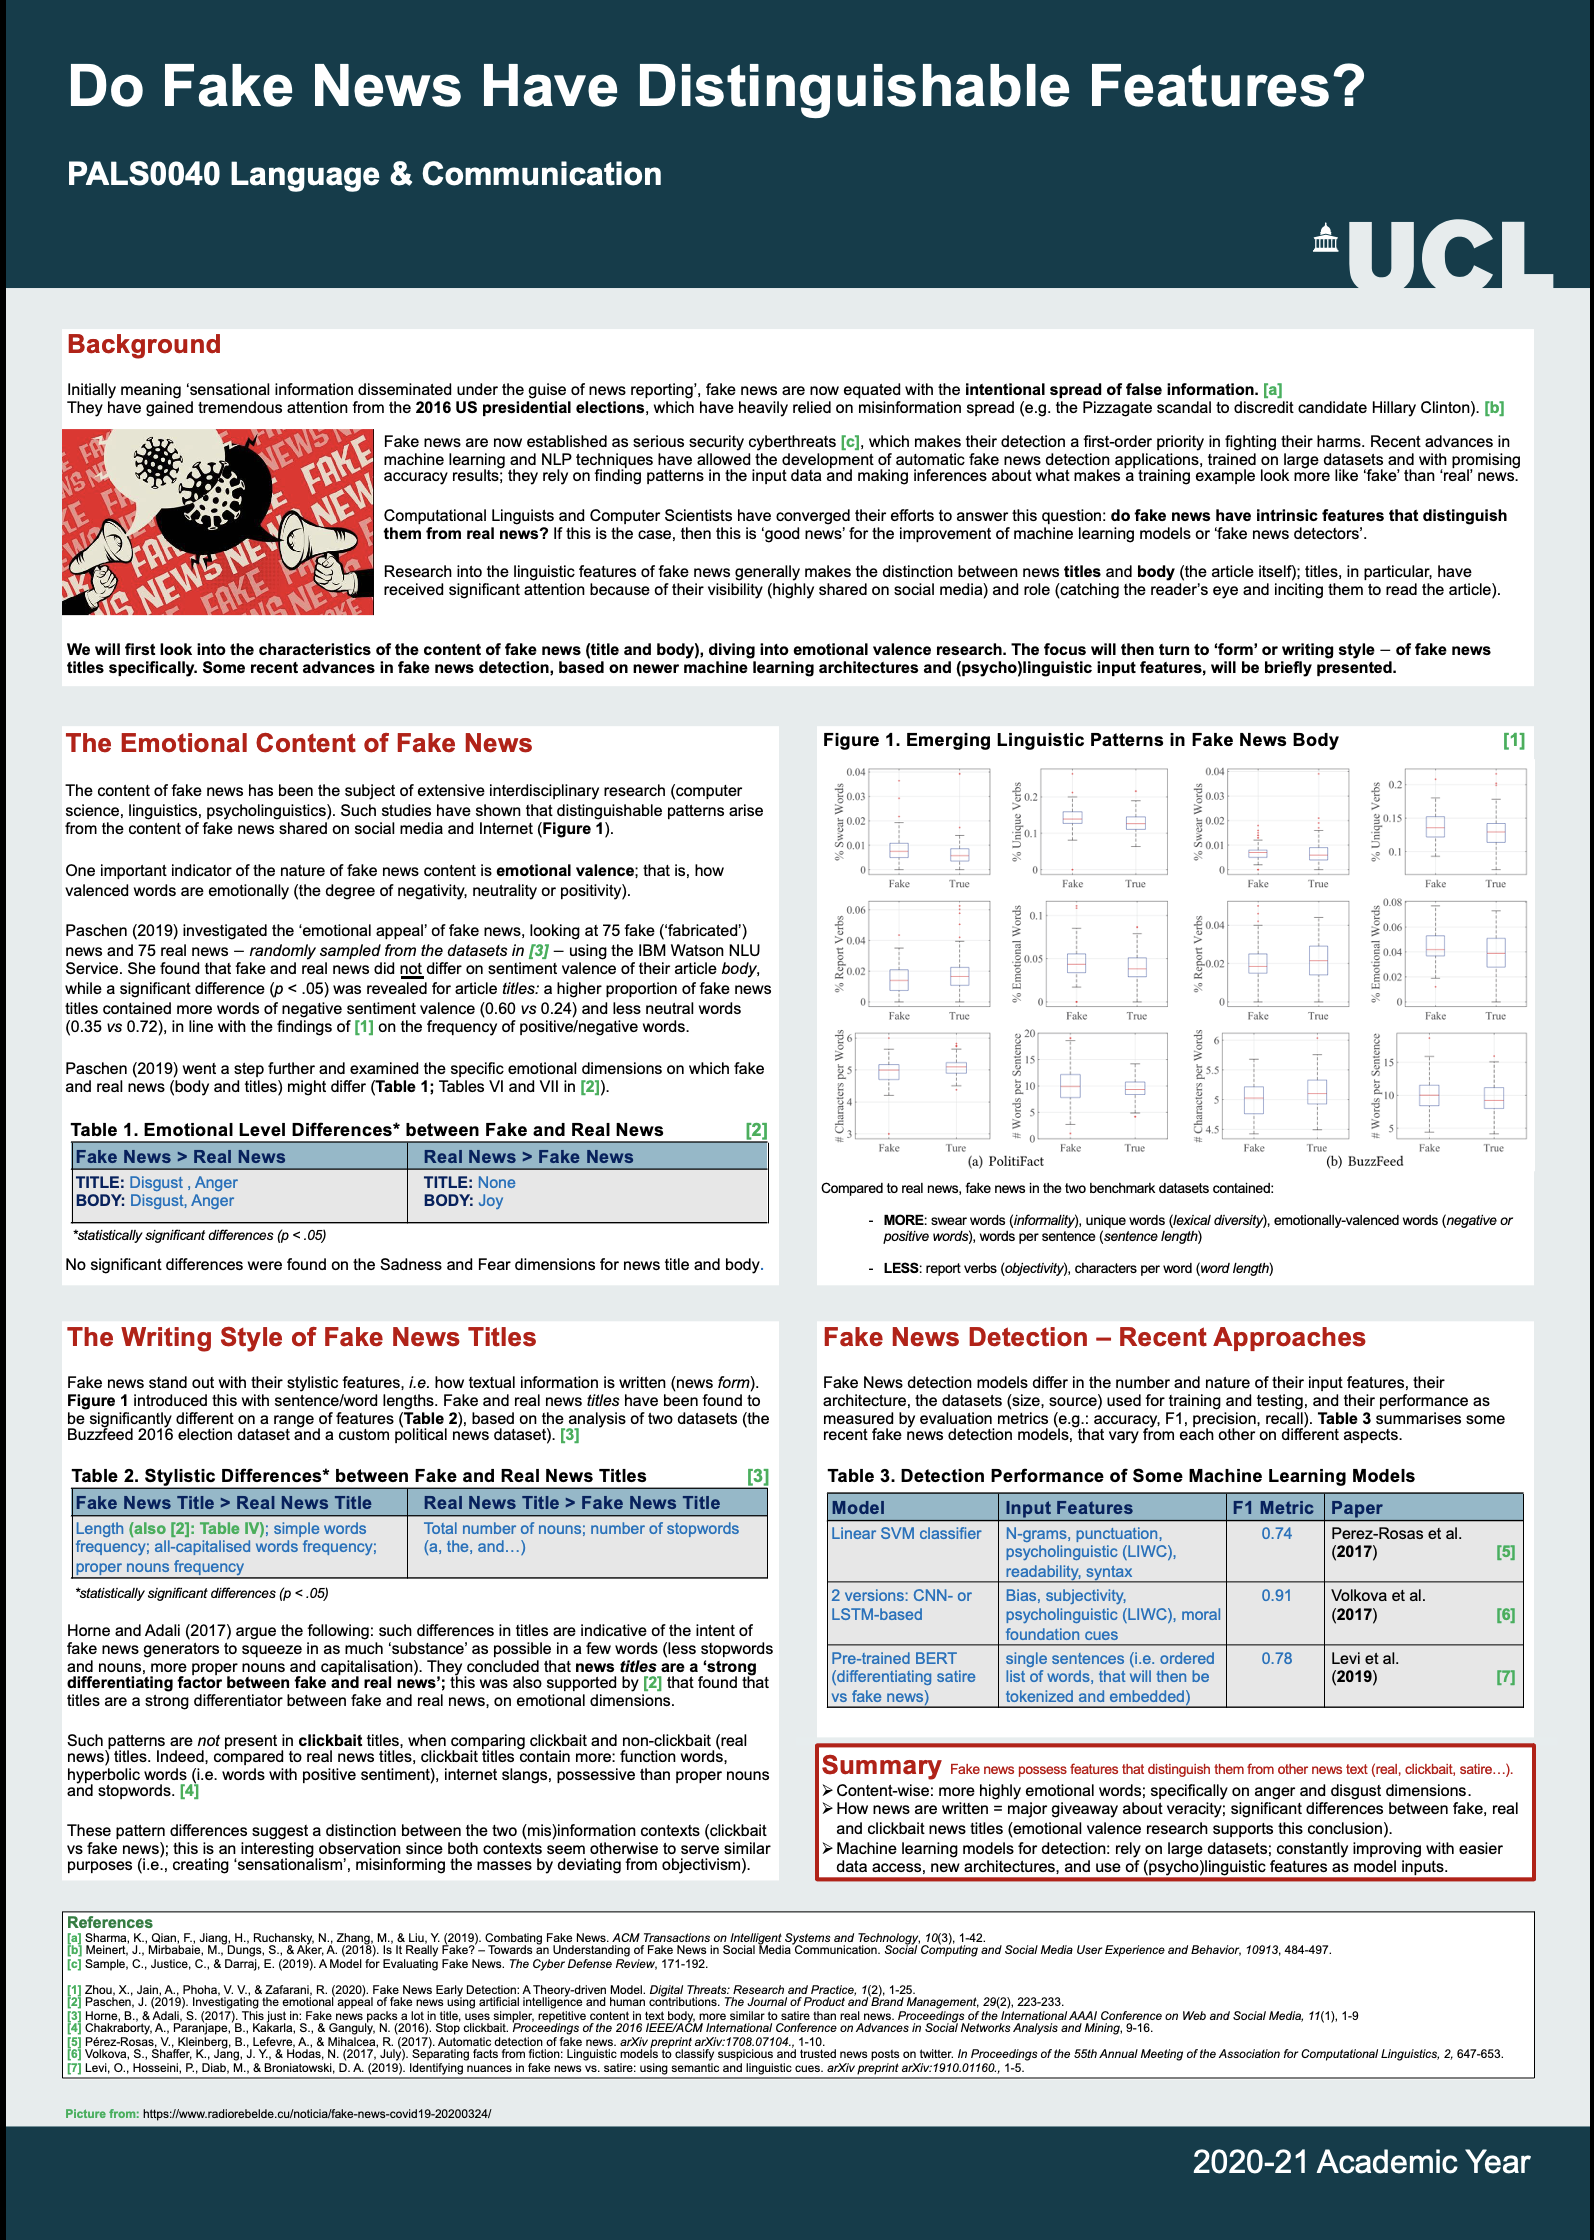 Do Fake News Have Distinguishable Features?
PALS0040 Language & Communication
UCL
Background
Initially meaning ‘sensational information disseminated under the guise of news reporting’, fake news are now equated with the intentional spread of false information. [a]
They have gained tremendous attention from the 2016 US presidential elections, which have heavily relied on misinformation spread (e.g. the Pizzagate scandal to discredit candidate Hillary Clinton). [b]
Fake news are now established as serious security cyberthreats [c], which makes their detection a first-order priority in fighting their harms. Recent advances in
machine learning and NLP techniques have allowed the development of automatic fake news detection applications, trained on large datasets and with promising
accuracy results; they rely on finding patterns in the input data and making inferences about what makes a training example look more like ‘fake’ than ‘real’ news.
Computational Linguists and Computer Scientists have converged their efforts to answer this question: do fake news have intrinsic features that distinguish
them from real news? If this is the case, then this is ‘good news’ for the improvement of machine learning models or ‘fake news detectors’.
Research into the linguistic features of fake news generally makes the distinction between news titles and body (the article itself); titles, in particular, have
received significant attention because of their visibility (highly shared on social media) and role (catching the reader’s eye and inciting them to read the article).
We will first look into the characteristics of the content of fake news (title and body), diving into emotional valence research. The focus will then turn to ‘form’ or writing style – of fake news
titles specifically. Some recent advances in fake news detection, based on newer machine learning architectures and (psycho)linguistic input features, will be briefly presented.
The Emotional Content of Fake News
The content of fake news has been the subject of extensive interdisciplinary research (computer
science, linguistics, psycholinguistics). Such studies have shown that distinguishable patterns arise
from the content of fake news shared on social media and Internet (Figure 1).
One important indicator of the nature of fake news content is emotional valence; that is, how
valenced words are emotionally (the degree of negativity, neutrality or positivity).
Paschen (2019) investigated the ‘emotional appeal’ of fake news, looking at 75 fake (‘fabricated’)
news and 75 real news – randomly sampled from the datasets in [3] – using the IBM Watson NLU
Service. She found that fake and real news did not differ on sentiment valence of their article body,
while a significant difference (p < .05) was revealed for article titles: a higher proportion of fake news
titles contained more words of negative sentiment valence (0.60 vs 0.24) and less neutral words
(0.35 vs 0.72), in line with the findings of [1] on the frequency of positive/negative words.
Paschen (2019) went a step further and examined the specific emotional dimensions on which fake
and real news (body and titles) might differ (Table 1; Tables VI and VII in [2]).
Table 1. Emotional Level Differences* between Fake and Real News [2]
Fake News > Real News Real News > Fake News
TITLE: Disgust , Anger TITLE: None
BODY: Disgust, Anger BODY: Joy
*statistically significant differences (p < .05)
No significant differences were found on the Sadness and Fear dimensions for news title and body.
Figure 1. Emerging Linguistic Patterns in Fake News Body [1]
% Swear Words 0.04 0.03 0.02 0.01 0 Fake True
% Unique Verbs 0.2 0.1 0 Fake True
% Swear Words 0.04 0.03 0.02 0.01 0 Fake True
% Unique Verbs 0.2 0.15 0.1 Fake True
% Report Verbs 0.06 0.04 0.02 0 Fake True
% Emotional Words 0.1 0.05 0 Fake True
% Report Verbs 0.04 0.02 0 Fake True
% Emotional Words 0.08 0.06 0.04 0.02 0 Fake True
# Characters per Words 6 5 4 3 Fake Ture
# Words per Sentence 20 15 10 5 0 Fake True
# Characters per Words 6 5.5 5 4.5 Fake True
# Words per Sentence 15 10 5 Fake True
(a) PolitiFact (b) BuzzFeed
Compared to real news, fake news in the two benchmark datasets contained:
- MORE: swear words (informality), unique words (lexical diversity), emotionally-valenced words (negative or
positive words), words per sentence (sentence length)
- LESS: report verbs (objectivity), characters per word (word length)
The Writing Style of Fake News Titles
Fake news stand out with their stylistic features, i.e. how textual information is written (news form).
Figure 1 introduced this with sentence/word lengths. Fake and real news titles have been found to
be significantly different on a range of features (Table 2), based on the analysis of two datasets (the
Buzzfeed 2016 election dataset and a custom political news dataset). [3]
Table 2. Stylistic Differences* between Fake and Real News Titles [3]
Fake News Title > Real News Title Real News Title > Fake News Title
Length (also [2]: Table IV); simple words Total number of nouns; number of stopwords
frequency; all-capitalised words frequency; (a, the, and…)
proper nouns frequency
*statistically significant differences (p < .05)
Horne and Adali (2017) argue the following: such differences in titles are indicative of the intent of
fake news generators to squeeze in as much ‘substance’ as possible in a few words (less stopwords
and nouns, more proper nouns and capitalisation). They concluded that news titles are a ‘strong
differentiating factor between fake and real news’; this was also supported by [2] that found that
titles are a strong differentiator between fake and real news, on emotional dimensions.
Such patterns are not present in clickbait titles, when comparing clickbait and non-clickbait (real
news) titles. Indeed, compared to real news titles, clickbait titles contain more: function words,
hyperbolic words (i.e. words with positive sentiment), internet slangs, possessive than proper nouns
and stopwords. [4]
These pattern differences suggest a distinction between the two (mis)information contexts (clickbait
vs fake news); this is an interesting observation since both contexts seem otherwise to serve similar
purposes (i.e., creating ‘sensationalism’, misinforming the masses by deviating from objectivism).
Fake News Detection – Recent Approaches
Fake News detection models differ in the number and nature of their input features, their
architecture, the datasets (size, source) used for training and testing, and their performance as
measured by evaluation metrics (e.g.: accuracy, F1, precision, recall). Table 3 summarises some
recent fake news detection models, that vary from each other on different aspects.
Table 3. Detection Performance of Some Machine Learning Models
Model Input Features F1 Metric Paper
Linear SVM classifier N-grams, punctuation, 0.74 Perez-Rosas et al.
psycholinguistic (LIWC), (2017) [5]
readability, syntax
2 versions: CNN- or Bias, subjectivity, 0.91 Volkova et al.
LSTM-based psycholinguistic (LIWC), moral (2017) [6]
foundation cues
Pre-trained BERT single sentences (i.e. ordered 0.78 Levi et al.
(differentiating satire list of words, that will then be (2019) [7]
vs fake news) tokenized and embedded)
Summary Fake news possess features that distinguish them from other news text (real, clickbait, satire…).
➢ Content-wise: more highly emotional words; specifically on anger and disgust dimensions.
➢ How news are written = major giveaway about veracity; significant differences between fake, real
and clickbait news titles (emotional valence research supports this conclusion).
➢ Machine learning models for detection: rely on large datasets; constantly improving with easier
data access, new architectures, and use of (psycho)linguistic features as model inputs.
References
[a] Sharma, K., Qian, F., Jiang, H., Ruchansky, N., Zhang, M., & Liu, Y. (2019). Combating Fake News. ACM Transactions on Intelligent Systems and Technology, 10(3), 1-42.
[b] Meinert, J., Mirbabaie, M., Dungs, S., & Aker, A. (2018). Is It Really Fake? – Towards an Understanding of Fake News in Social Media Communication. Social Computing and Social Media User Experience and Behavior, 10913, 484-497.
[c] Sample, C., Justice, C., & Darraj, E. (2019). A Model for Evaluating Fake News. The Cyber Defense Review, 171-192.
[1] Zhou, X., Jain, A., Phoha, V. V., & Zafarani, R. (2020). Fake News Early Detection: A Theory-driven Model. Digital Threats: Research and Practice, 1(2), 1-25.
[2] Paschen, J. (2019). Investigating the emotional appeal of fake news using artificial intelligence and human contributions. The Journal of Product and Brand Management, 29(2), 223-233.
[3] Horne, B., & Adali, S. (2017). This just in: Fake news packs a lot in title, uses simpler, repetitive content in text body, more similar to satire than real news. Proceedings of the International AAAI Conference on Web and Social Media, 11(1), 1-9
[4] Chakraborty, A., Paranjape, B., Kakarla, S., & Ganguly, N. (2016). Stop clickbait. Proceedings of the 2016 IEEE/ACM International Conference on Advances in Social Networks Analysis and Mining, 9-16.
[5] Pérez-Rosas, V., Kleinberg, B., Lefevre, A., & Mihalcea, R. (2017). Automatic detection of fake news. arXiv preprint arXiv:1708.07104., 1-10.
[6] Volkova, S., Shaffer, K., Jang, J. Y., & Hodas, N. (2017, July). Separating facts from fiction: Linguistic models to classify suspicious and trusted news posts on twitter. In Proceedings of the 55th Annual Meeting of the Association for Computational Linguistics, 2, 647-653.
[7] Levi, O., Hosseini, P., Diab, M., & Broniatowski, D. A. (2019). Identifying nuances in fake news vs. satire: using semantic and linguistic cues. arXiv preprint arXiv:1910.01160., 1-5.
Picture from: https://www.radiorebelde.cu/noticia/fake-news-covid19-20200324/
2020-21 Academic Year